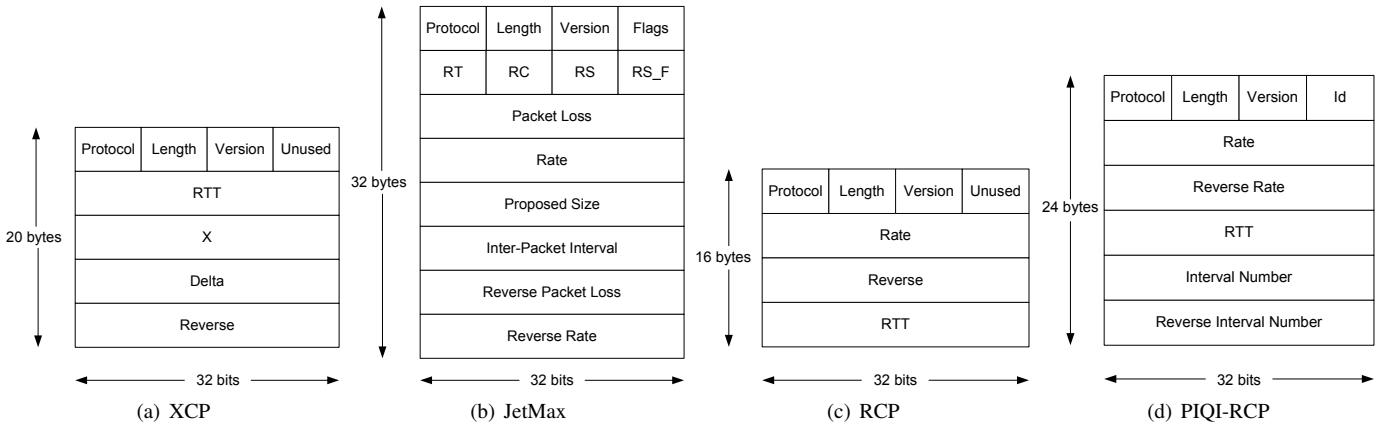 Protocol Length Version Unused
RTT
X
Delta
Reverse
20 bytes
32 bits
(a) XCP
Protocol Length Version Flags
RT RC RS RS_F
Packet Loss
Rate
Proposed Size
Inter-Packet Interval
Reverse Packet Loss
Reverse Rate
32 bytes
32 bits
(b) JetMax
Protocol Length Version Unused
Rate
Reverse
RTT
16 bytes
32 bits
(c) RCP
Protocol Length Version Id
Rate
Reverse Rate
RTT
Interval Number
Reverse Interval Number
24 bytes
32 bits
(d) PIQI-RCP